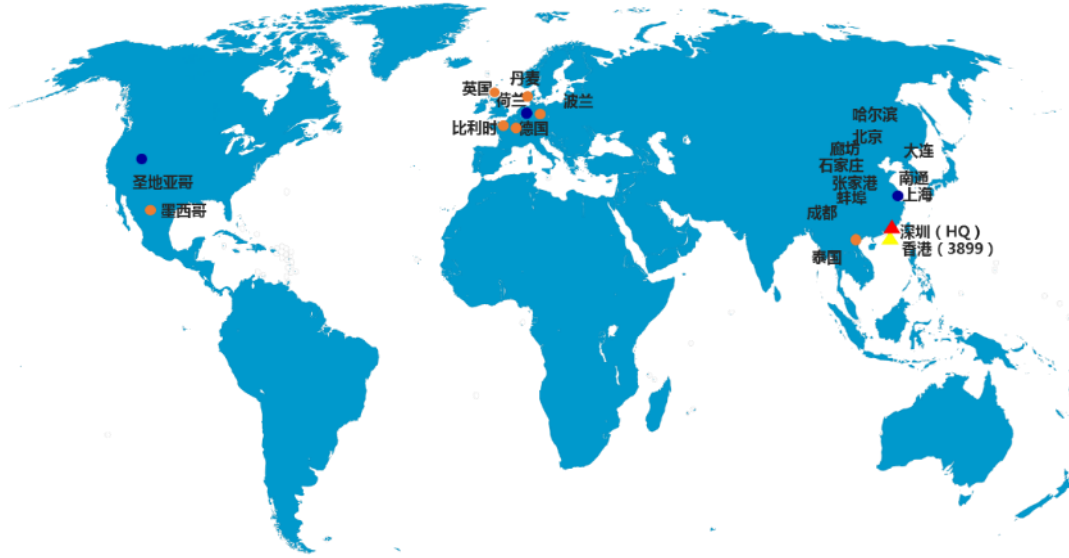 丹麦
英国
荷兰
波兰
比利时
德国
哈尔滨
北京
廊坊
大连
石家庄
张家港
南通
蚌埠
上海
成都
深圳（HQ）
香港（3899）
泰国
圣地亚哥
墨西哥